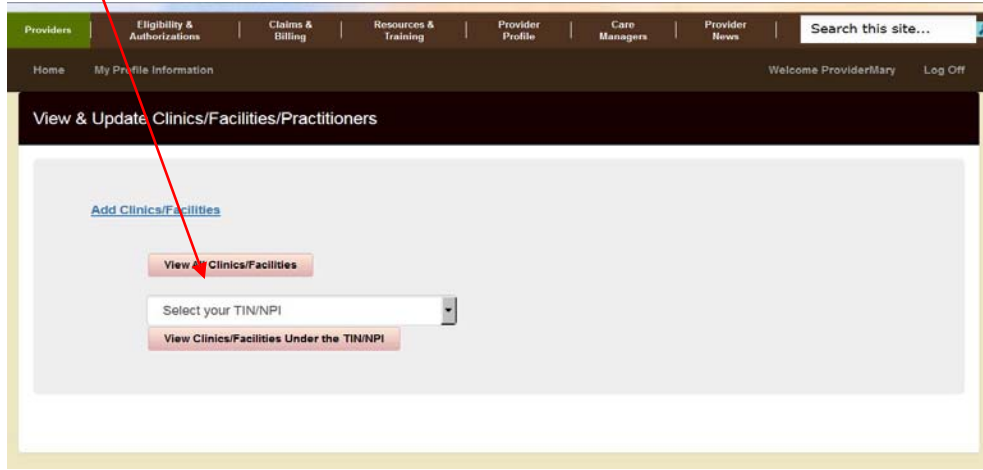 Providers | Eligibility & Authorizations | Claims & Billing | Resources & Training | Provider Profile | Care Managers | Provider News | Search this site...
Home My Profile Information Welcome ProviderMary Log Off
View & Update Clinics/Facilities/Practitioners
Add Clinics/Facilities
View All Clinics/Facilities
Select your TIN/NPI
View Clinics/Facilities Under the TIN/NPI